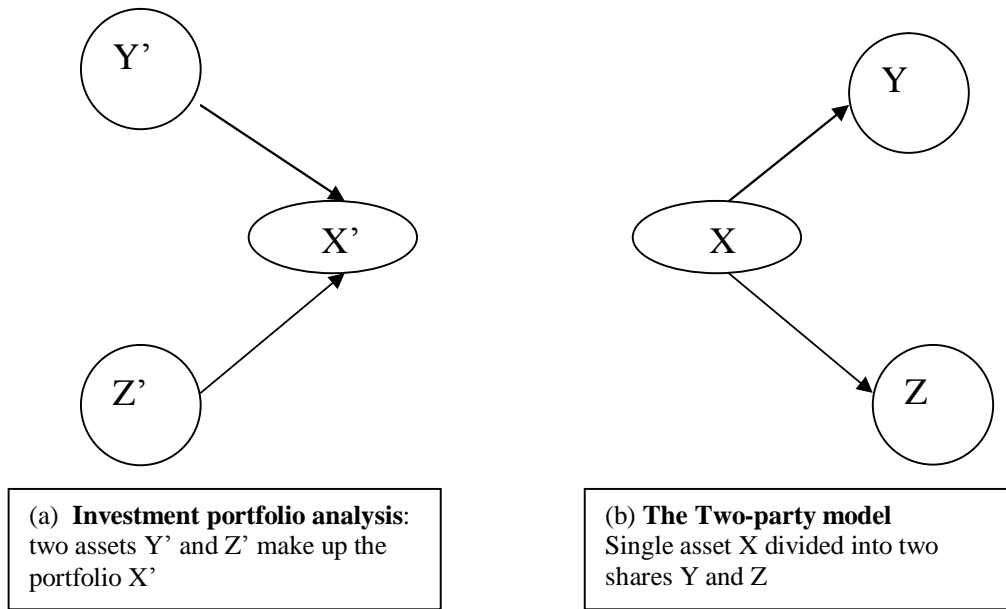 Y’
X’
Z’
(a) Investment portfolio analysis:
two assets Y’ and Z’ make up the
portfolio X’
Y
X
Z
(b) The Two-party model
Single asset X divided into two
shares Y and Z